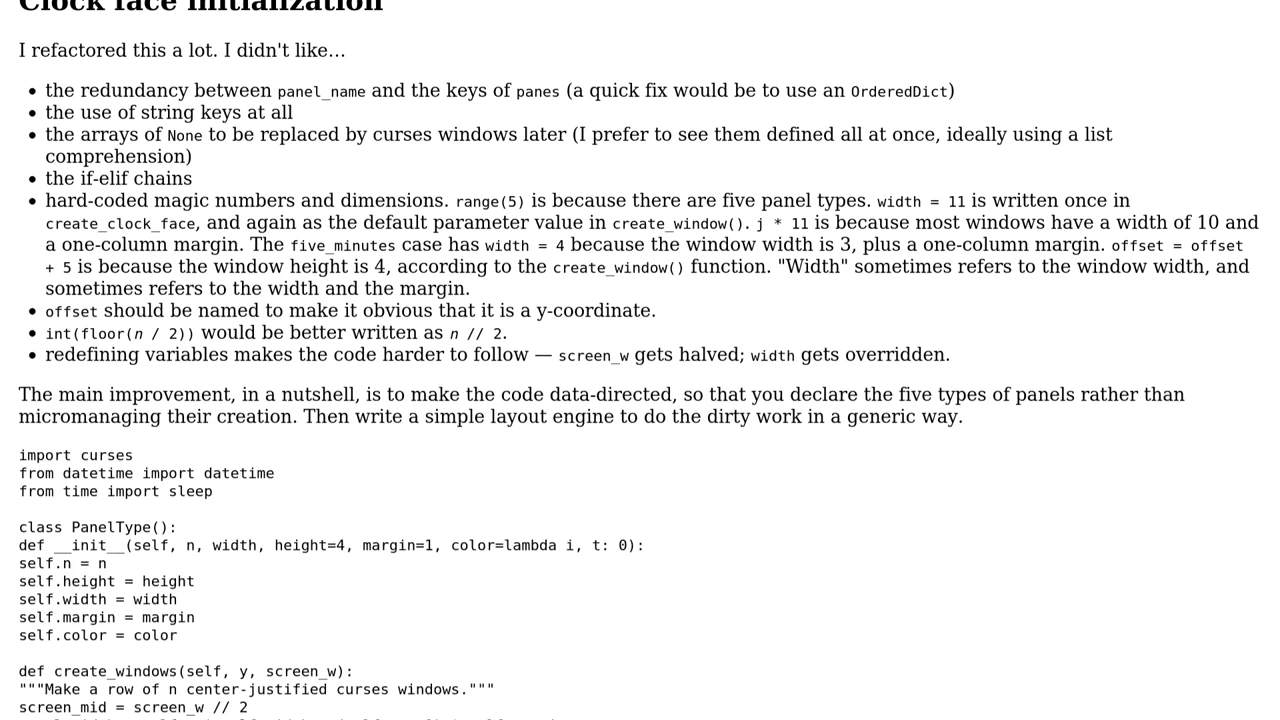 Clock face initialization
I refactored this a lot. I didn't like…
• the redundancy between panel_name and the keys of panes (a quick fix would be to use an OrderedDict)
• the use of string keys at all
• the arrays of None to be replaced by curses windows later (I prefer to see them defined all at once, ideally using a list
comprehension)
• the if-elif chains
• hard-coded magic numbers and dimensions. range(5) is because there are five panel types. width = 11 is written once in
create_clock_face, and again as the default parameter value in create_window(). j * 11 is because most windows have a width of 10 and
a one-column margin. The five_minutes case has width = 4 because the window width is 3, plus a one-column margin. offset = offset
+ 5 is because the window height is 4, according to the create_window() function. "Width" sometimes refers to the window width, and
sometimes refers to the width and the margin.
• offset should be named to make it obvious that it is a y-coordinate.
• int(floor(n / 2)) would be better written as n // 2.
• redefining variables makes the code harder to follow — screen_w gets halved; width gets overridden.
The main improvement, in a nutshell, is to make the code data-directed, so that you declare the five types of panels rather than
micromanaging their creation. Then write a simple layout engine to do the dirty work in a generic way.
import curses
from datetime import datetime
from time import sleep
class PanelType():
def __init__(self, n, width, height=4, margin=1, color=lambda i, t: 0):
self.n = n
self.height = height
self.width = width
self.margin = margin
self.color = color
def create_windows(self, y, screen_w):
"""Make a row of n center-justified curses windows."""
screen_mid = screen_w // 2